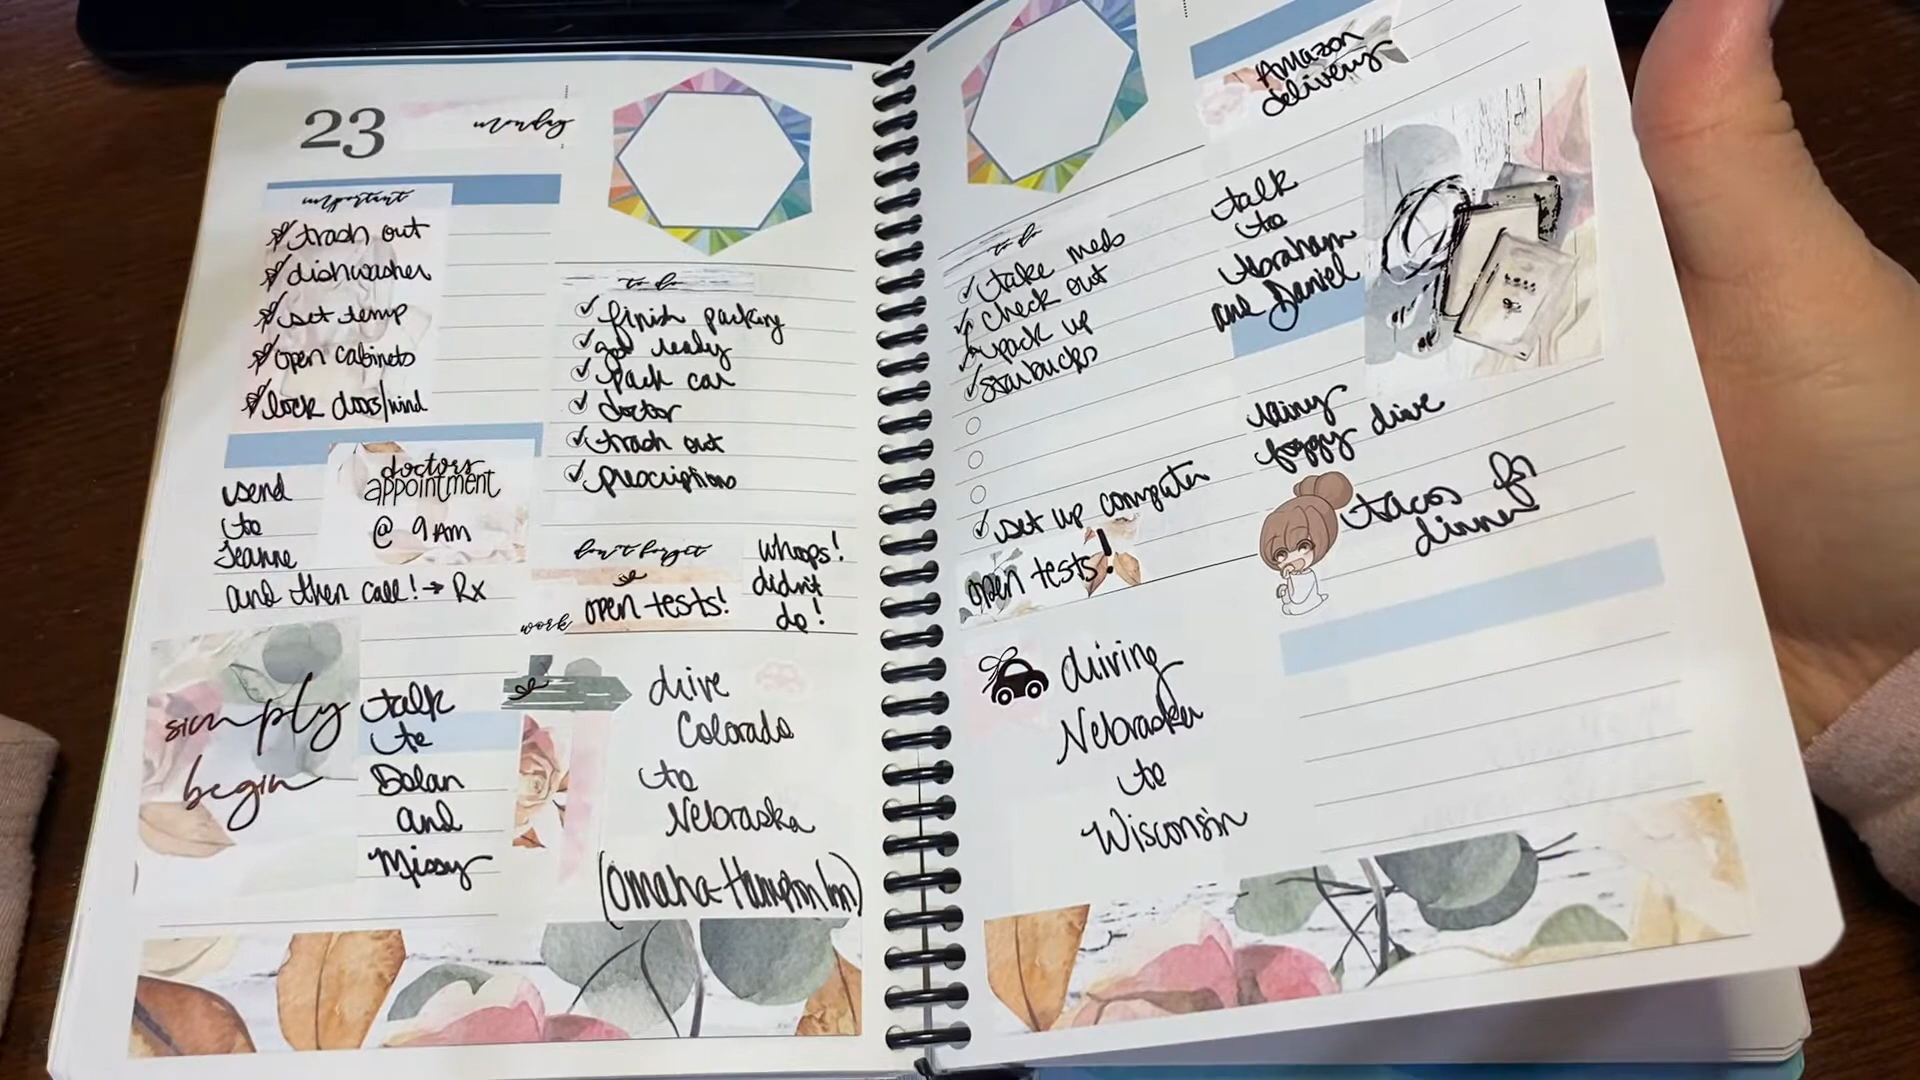 23
monday
important
trash out
dishwasher
set temp
open cabinets
lock doors/wind
doctors
appointment
@ 9AM
send
to
Jeanne
and then call! → Rx
simply
begin
talk
to
Dolan
and
Missy
to do
finish packing
get ready
pack car
doctor
trash out
prescriptions
don't forget
work
open tests!
whoops!
didn't
do!
drive
Colorado
to
Nebraska
(Omaha-Hampton Inn)
to do
take meds
check out
pack up
starbucks
set up computer
open tests!
driving
Nebraska
to
Wisconsin
Amazon
delivery
talk
to
Abraham
and Daniel
rainy
foggy drive
tacos for
dinner